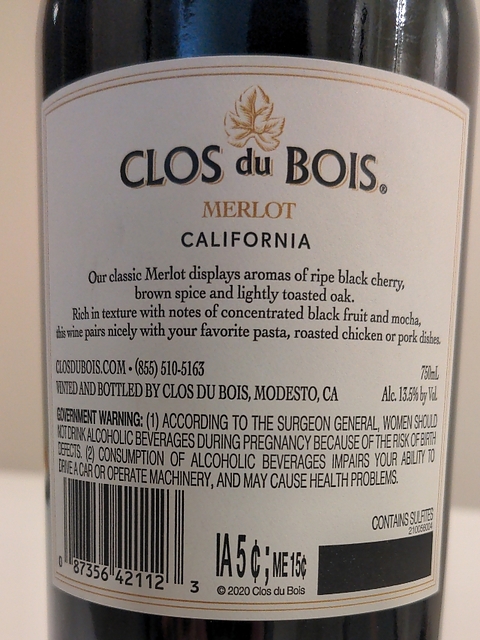 CLOS du BOIS®
MERLOT
CALIFORNIA
Our classic Merlot displays aromas of ripe black cherry,
brown spice and lightly toasted oak.
Rich in texture with notes of concentrated black fruit and mocha,
this wine pairs nicely with your favorite pasta, roasted chicken or pork dishes.
CLOSDUBOIS.COM • (855) 510-5163 750mL
VINTED AND BOTTLED BY CLOS DU BOIS, MODESTO, CA Alc. 13.5% by Vol.
GOVERNMENT WARNING: (1) ACCORDING TO THE SURGEON GENERAL, WOMEN SHOULD
NOT DRINK ALCOHOLIC BEVERAGES DURING PREGNANCY BECAUSE OF THE RISK OF BIRTH
DEFECTS. (2) CONSUMPTION OF ALCOHOLIC BEVERAGES IMPAIRS YOUR ABILITY TO
DRIVE A CAR OR OPERATE MACHINERY, AND MAY CAUSE HEALTH PROBLEMS.
CONTAINS SULFITES
IA 5¢; ME 15¢
0 87356 42112 3
© 2020 Clos du Bois